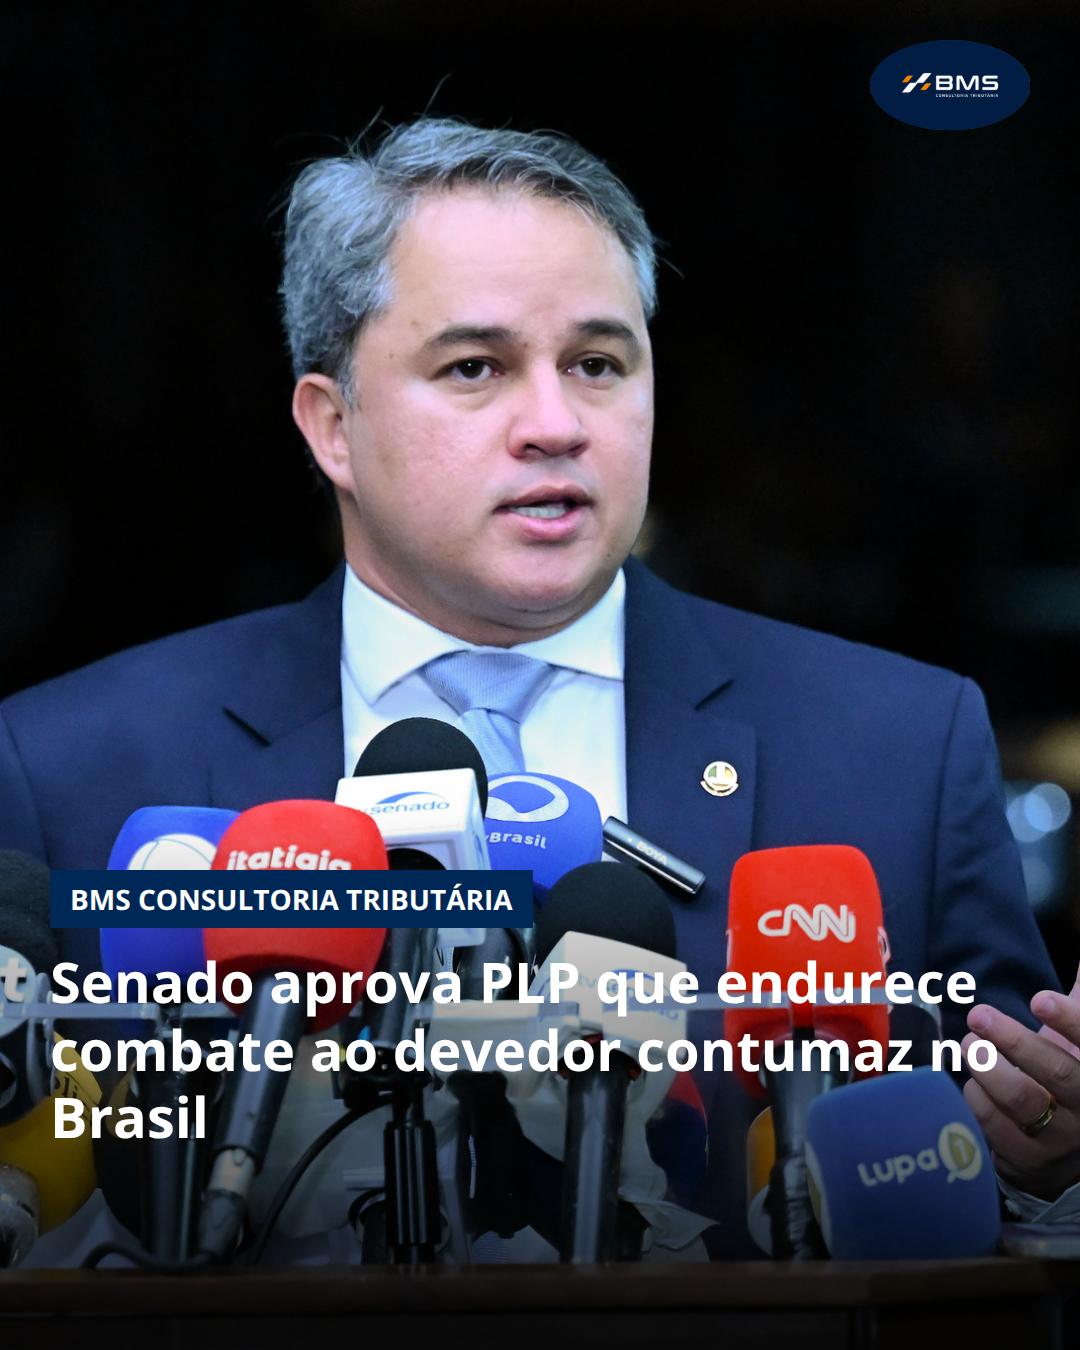 BMS
CONSULTORIA TRIBUTÁRIA
senado
Brasil
itatiaia
BOYA
CNN
BMS CONSULTORIA TRIBUTÁRIA
t
Senado aprova PLP que endurece
combate ao devedor contumaz no
Brasil
Lupa